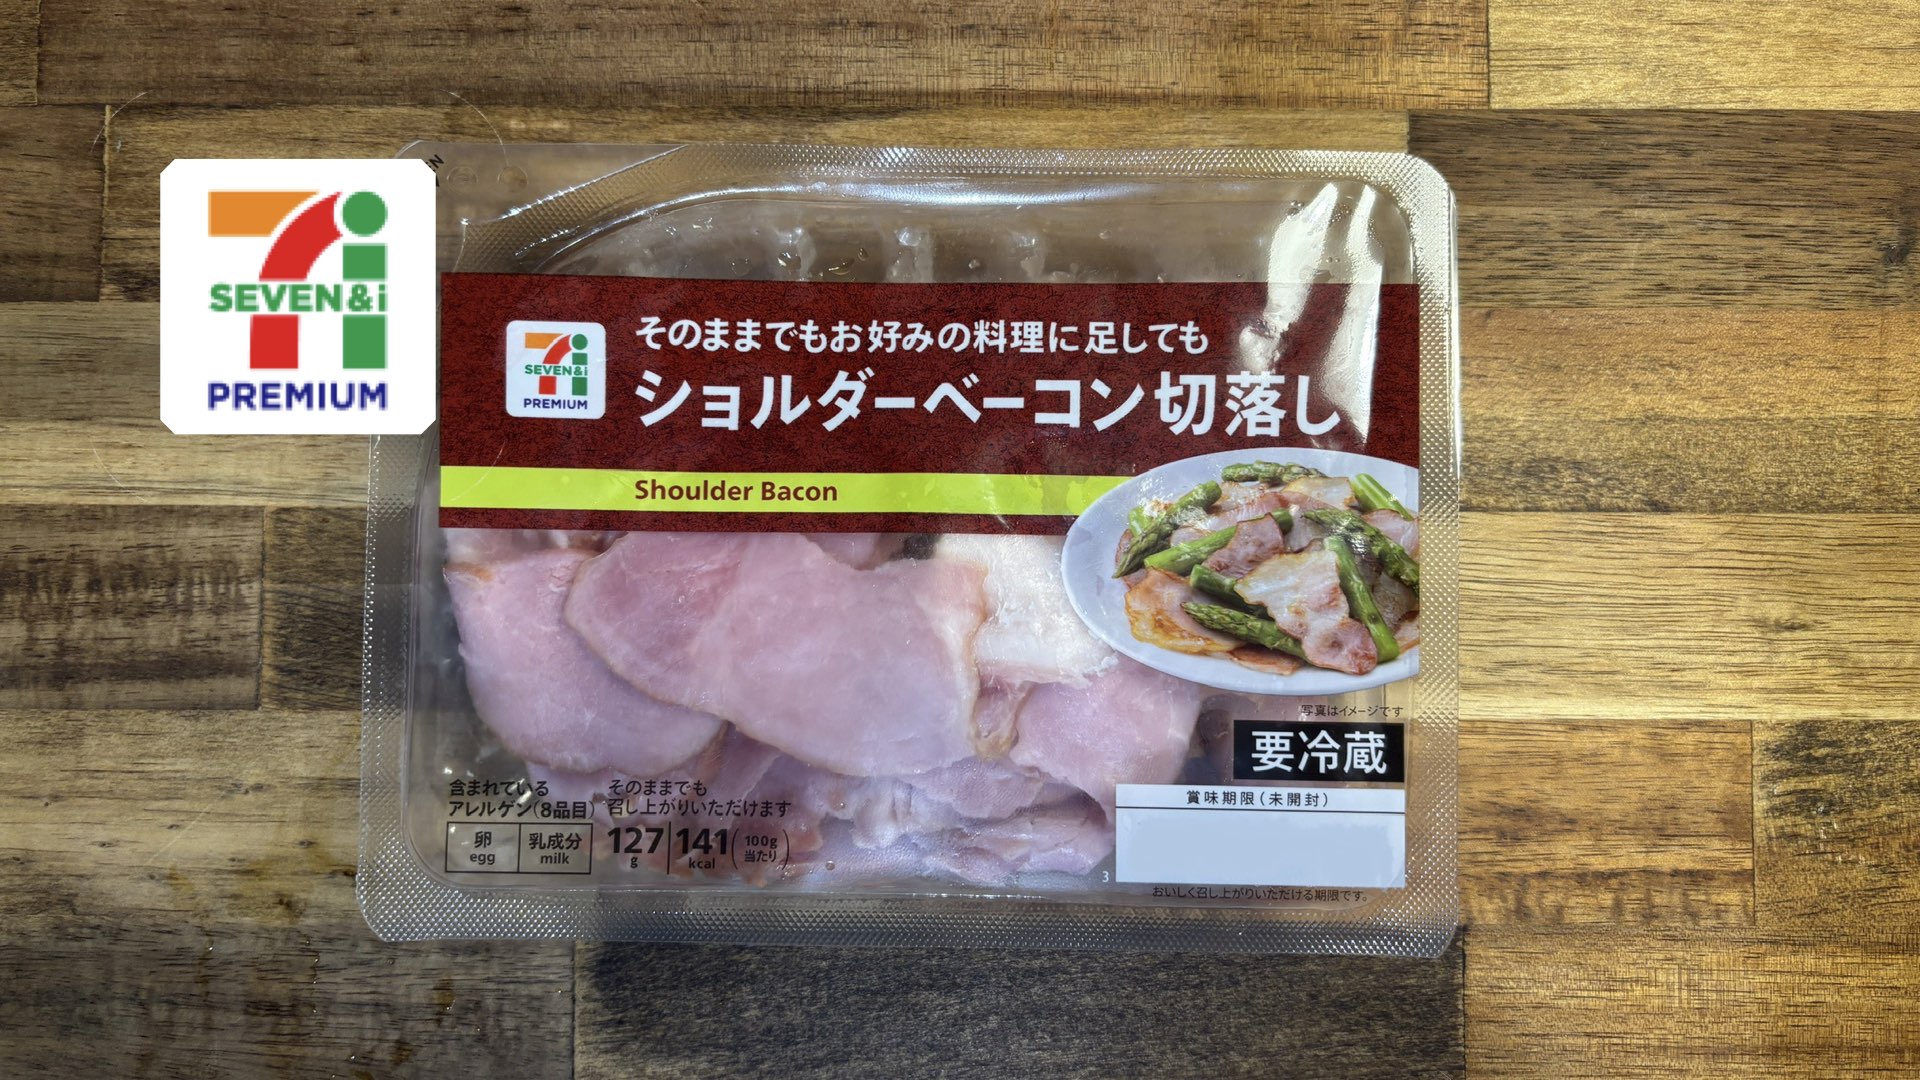 SEVEN&i
PREMIUM
そのままでもお好みの料理に足しても
SEVEN&i
PREMIUM
ショルダーベーコン切落し
Shoulder Bacon
写真はイメージです
要冷蔵
賞味期限(未開封)
含まれている
アレルゲン(8品目)
卵
egg
乳成分
milk
そのままでも
召し上がりいただけます
127
g
141
kcal
(100g
当たり)
3
おいしく召し上がりいただける期限です。